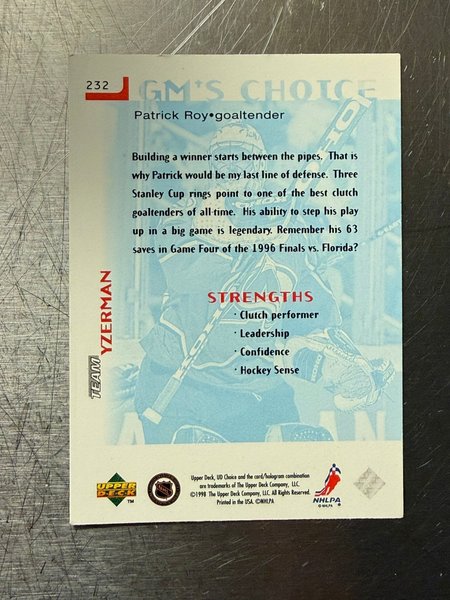 232
GM'S CHOICE
Patrick Roy•goaltender
Building a winner starts between the pipes. That is
why Patrick would be my last line of defense. Three
Stanley Cup rings point to one of the best clutch
goaltenders of all-time. His ability to step his play
up in a big game is legendary. Remember his 63
saves in Game Four of the 1996 Finals vs. Florida?
STRENGTHS
· Clutch performer
· Leadership
· Confidence
· Hockey Sense
TEAM
YZERMAN
UPPER
DECK
TM
Upper Deck, UD Choice and the card/hologram combination
are trademarks of The Upper Deck Company, LLC.
©1998 The Upper Deck Company, LLC. All Rights Reserved.
Printed in the USA. ©NHLPA
NHLPA
© NHLPA